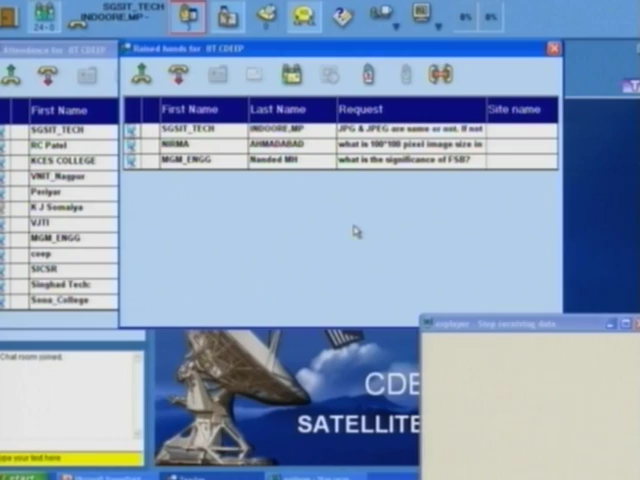 SGSIT_TECH
INDOORE,MP-
24-0
0%
0%
Attendance for IIT CDEEP
Raised hands for IIT CDEEP
First Name
SGSIT_TECH
RC Patel
KCES COLLEGE
VNIT_Nagpur
Periyar
K J Somaiya
VJTI
MGM_ENGG
coep
SICSR
Singhad Tech:
Sona_College
First Name Last Name Request Site name
SGSIT_TECH INDOORE,MP JPG & JPEG are same or not. If not
NIRMA AHMADABAD what is 100*100 pixel image size in
MGM_ENGG Nanded MH what is the significance of FSB?
Stop receiving data
Chat room joined.
ype your text here
CDE
SATELLITE
start